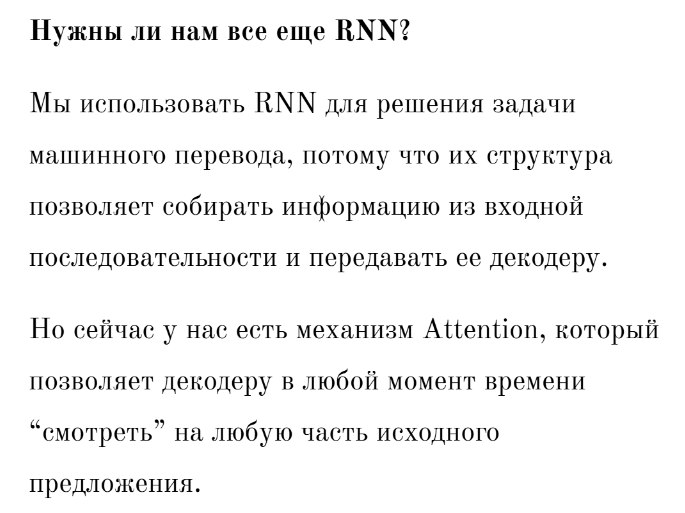 Нужны ли нам все еще RNN?
Мы использовать RNN для решения задачи
машинного перевода, потому что их структура
позволяет собирать информацию из входной
последовательности и передавать ее декодеру.
Но сейчас у нас есть механизм Attention, который
позволяет декодеру в любой момент времени
“смотреть” на любую часть исходного
предложения.